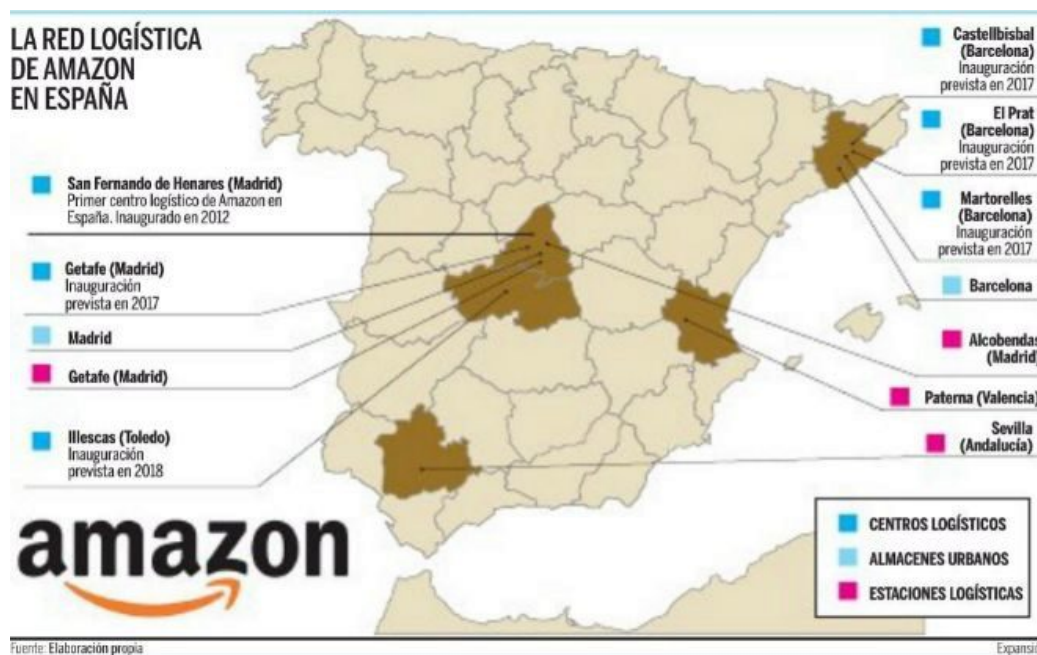 LA RED LOGÍSTICA
DE AMAZON
EN ESPAÑA
San Fernando de Henares (Madrid)
Primer centro logístico de Amazon en
España. Inaugurado en 2012
Getafe (Madrid)
Inauguración
prevista en 2017
Madrid
Getafe (Madrid)
Illescas (Toledo)
Inauguración
prevista en 2018
Castellbisbal
(Barcelona)
Inauguración
prevista en 2017
El Prat
(Barcelona)
Inauguración
prevista en 2017
Martorelles
(Barcelona)
Inauguración
prevista en 2017
Barcelona
Alcobendas
(Madrid)
Paterna (Valencia)
Sevilla
(Andalucía)
amazon
CENTROS LOGÍSTICOS
ALMACENES URBANOS
ESTACIONES LOGÍSTICAS
Fuente: Elaboración propia